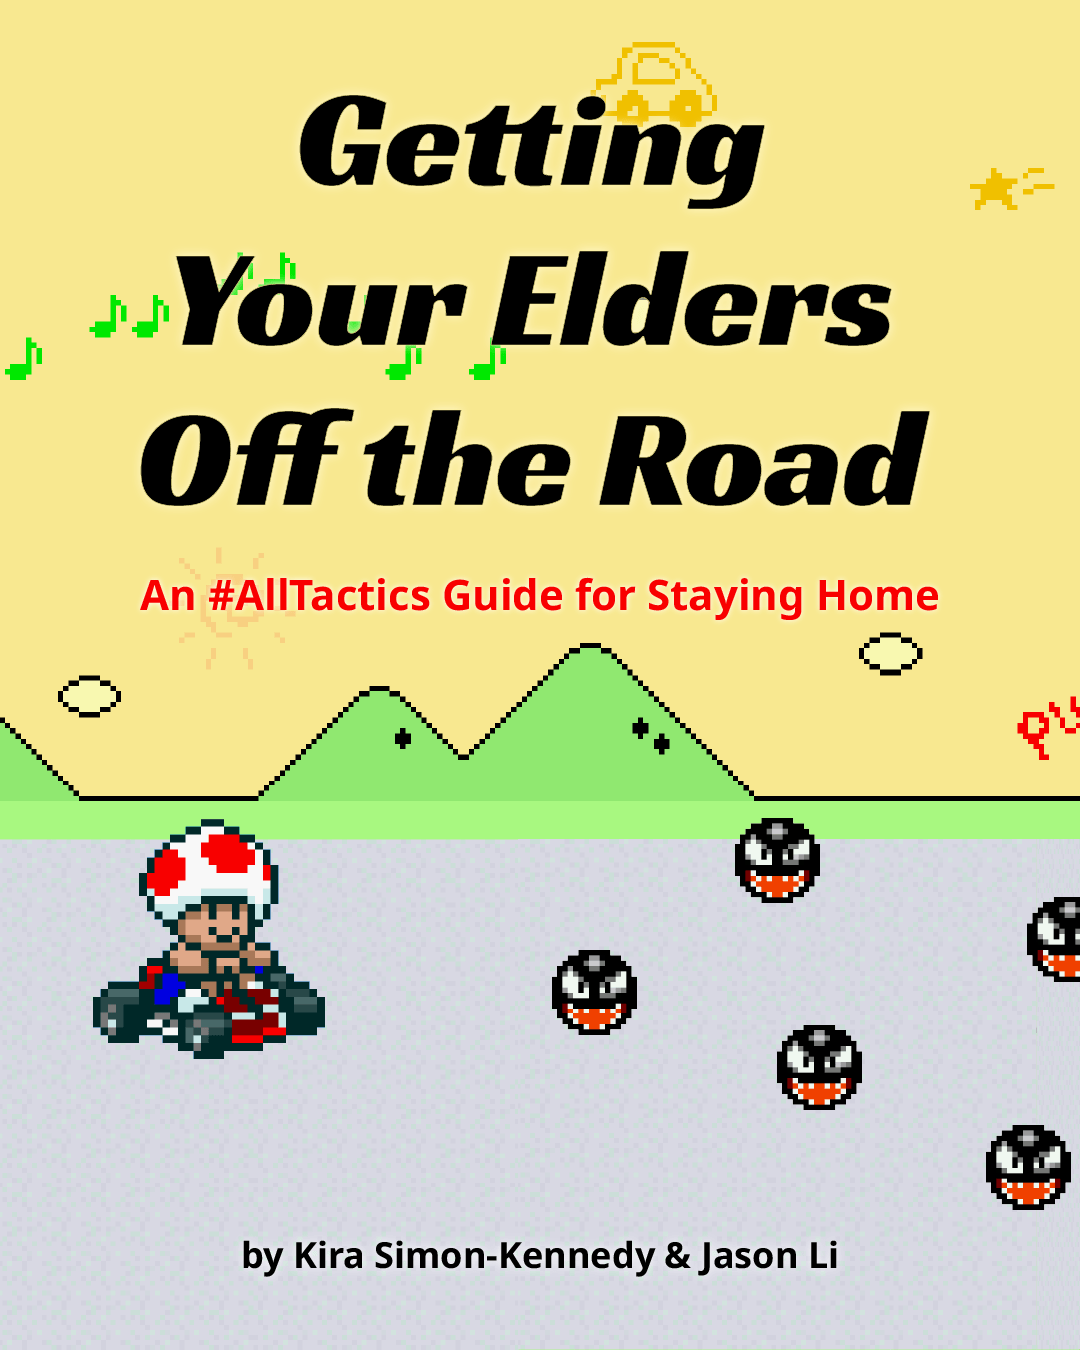 Getting
Your Elders
Off the Road
An #AllTactics Guide for Staying Home
by Kira Simon-Kennedy & Jason Li